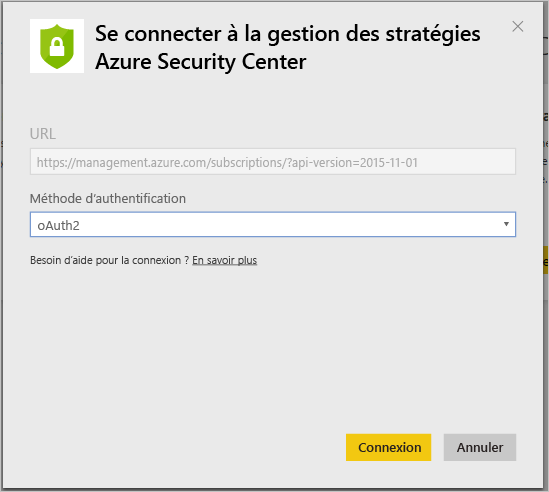 Se connecter à la gestion des stratégies
Azure Security Center
URL
https://management.azure.com/subscriptions/?api-version=2015-11-01
Méthode d'authentification
oAuth2
Besoin d'aide pour la connexion ? En savoir plus
Connexion
Annuler